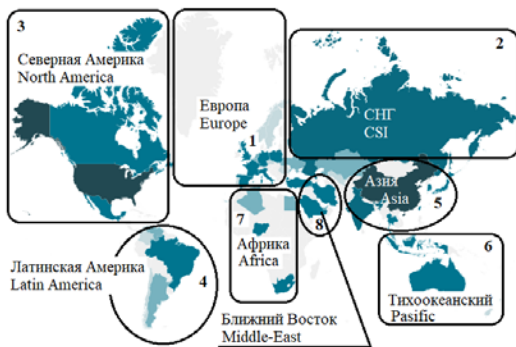 3
Северная Америка
North America
Европа
Europe
1
2
СНГ
CSI
Азия
Asia
5
7
Африка
Africa
8
Латинская Америка
Latin America
4
6
Тихоокеанский
Pasific
Ближний Восток
Middle-East